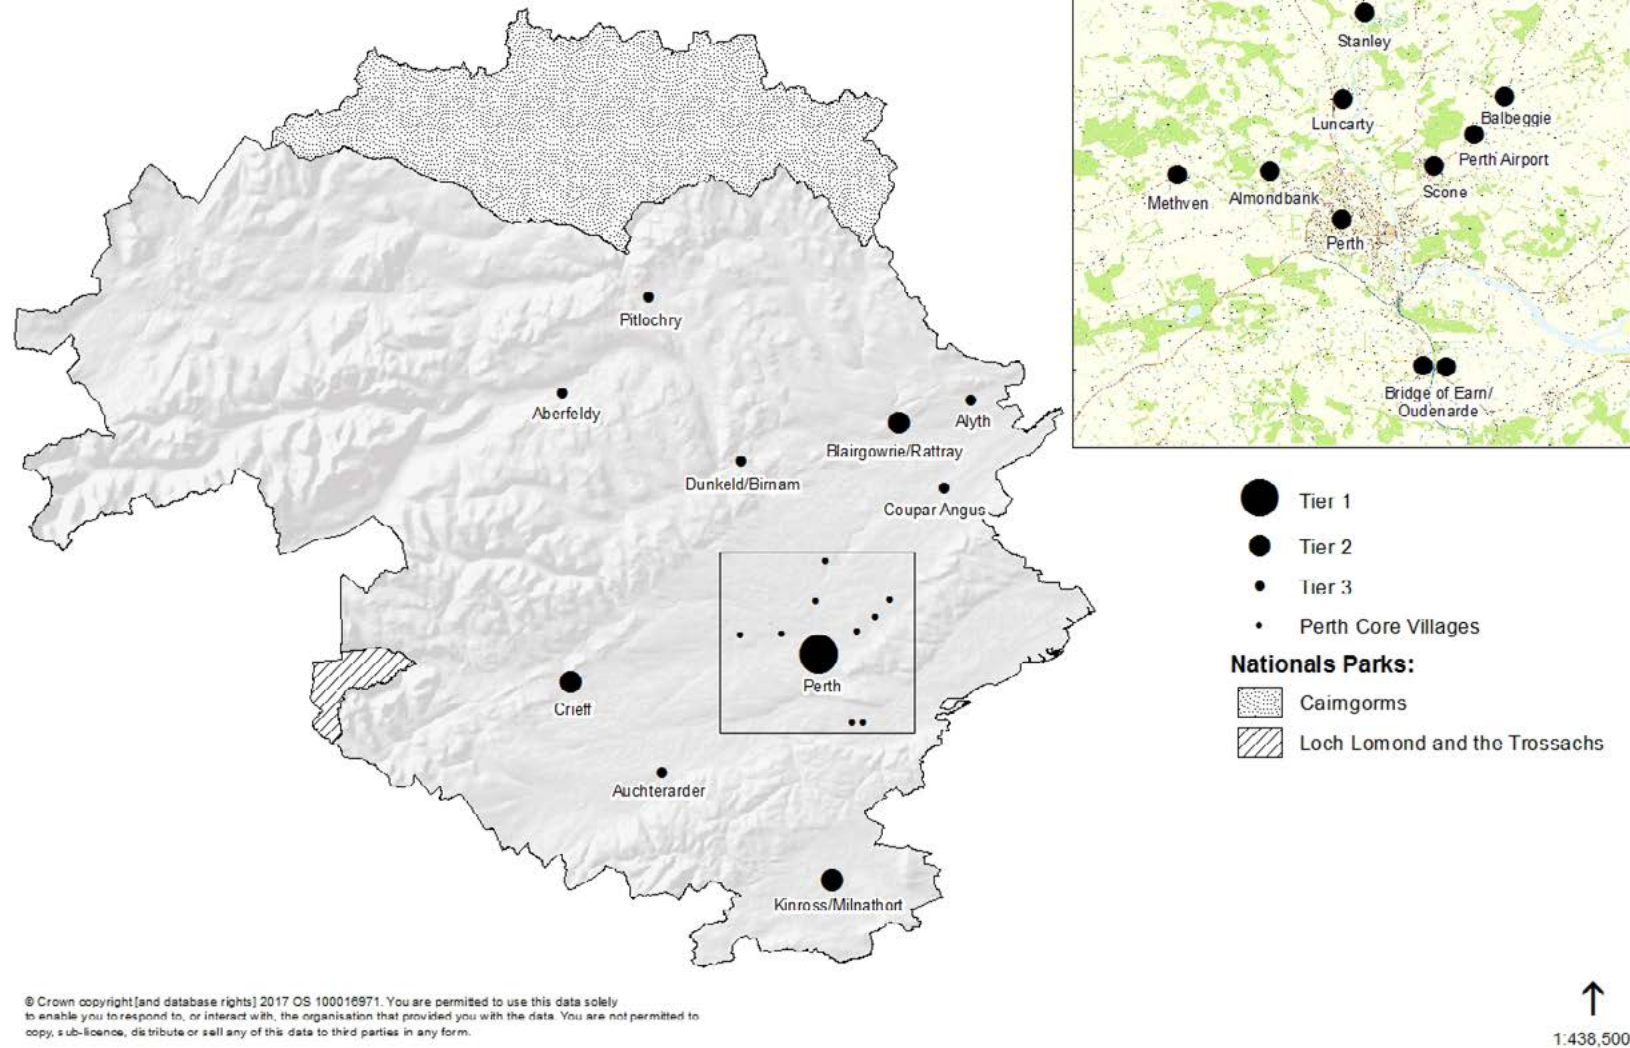 Pitlochry
Aberfeldy
Alyth
Blairgowrie/Rattray
Dunkeld/Birnam
Coupar Angus
Perth
Crieff
Auchterarder
Kinross/Milnathort
Stanley
Luncarty
Balbeggie
Perth Airport
Scone
Methven
Almondbank
Perth
Bridge of Earn/
Oudenarde
Tier 1
Tier 2
Tier 3
Perth Core Villages
Nationals Parks:
Cairngorms
Loch Lomond and the Trossachs
© Crown copyright [and database rights] 2017 OS 100016971. You are permitted to use this data solely
to enable you to respond to, or interact with, the organisation that provided you with the data. You are not permitted to
copy, sub-licence, distribute or sell any of this data to third parties in any form.
1:438,500